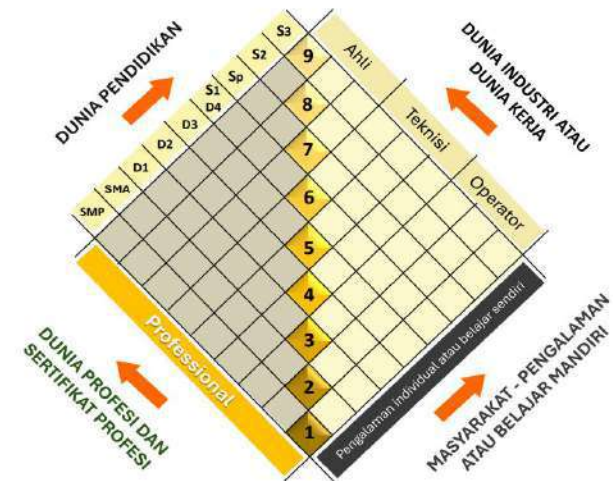 DUNIA PENDIDIKAN
S3
S2
Sp
S1
D4
D3
D2
D1
SMA
SMP
9
8
7
6
5
4
3
2
1
Ahli
Teknisi
Operator
DUNIA INDUSTRI ATAU
DUNIA KERJA
Professional
DUNIA PROFESI DAN
SERTIFIKAT PROFESI
Pengalaman individual atau belajar sendiri
MASYARAKAT - PENGALAMAN
ATAU BELAJAR MANDIRI